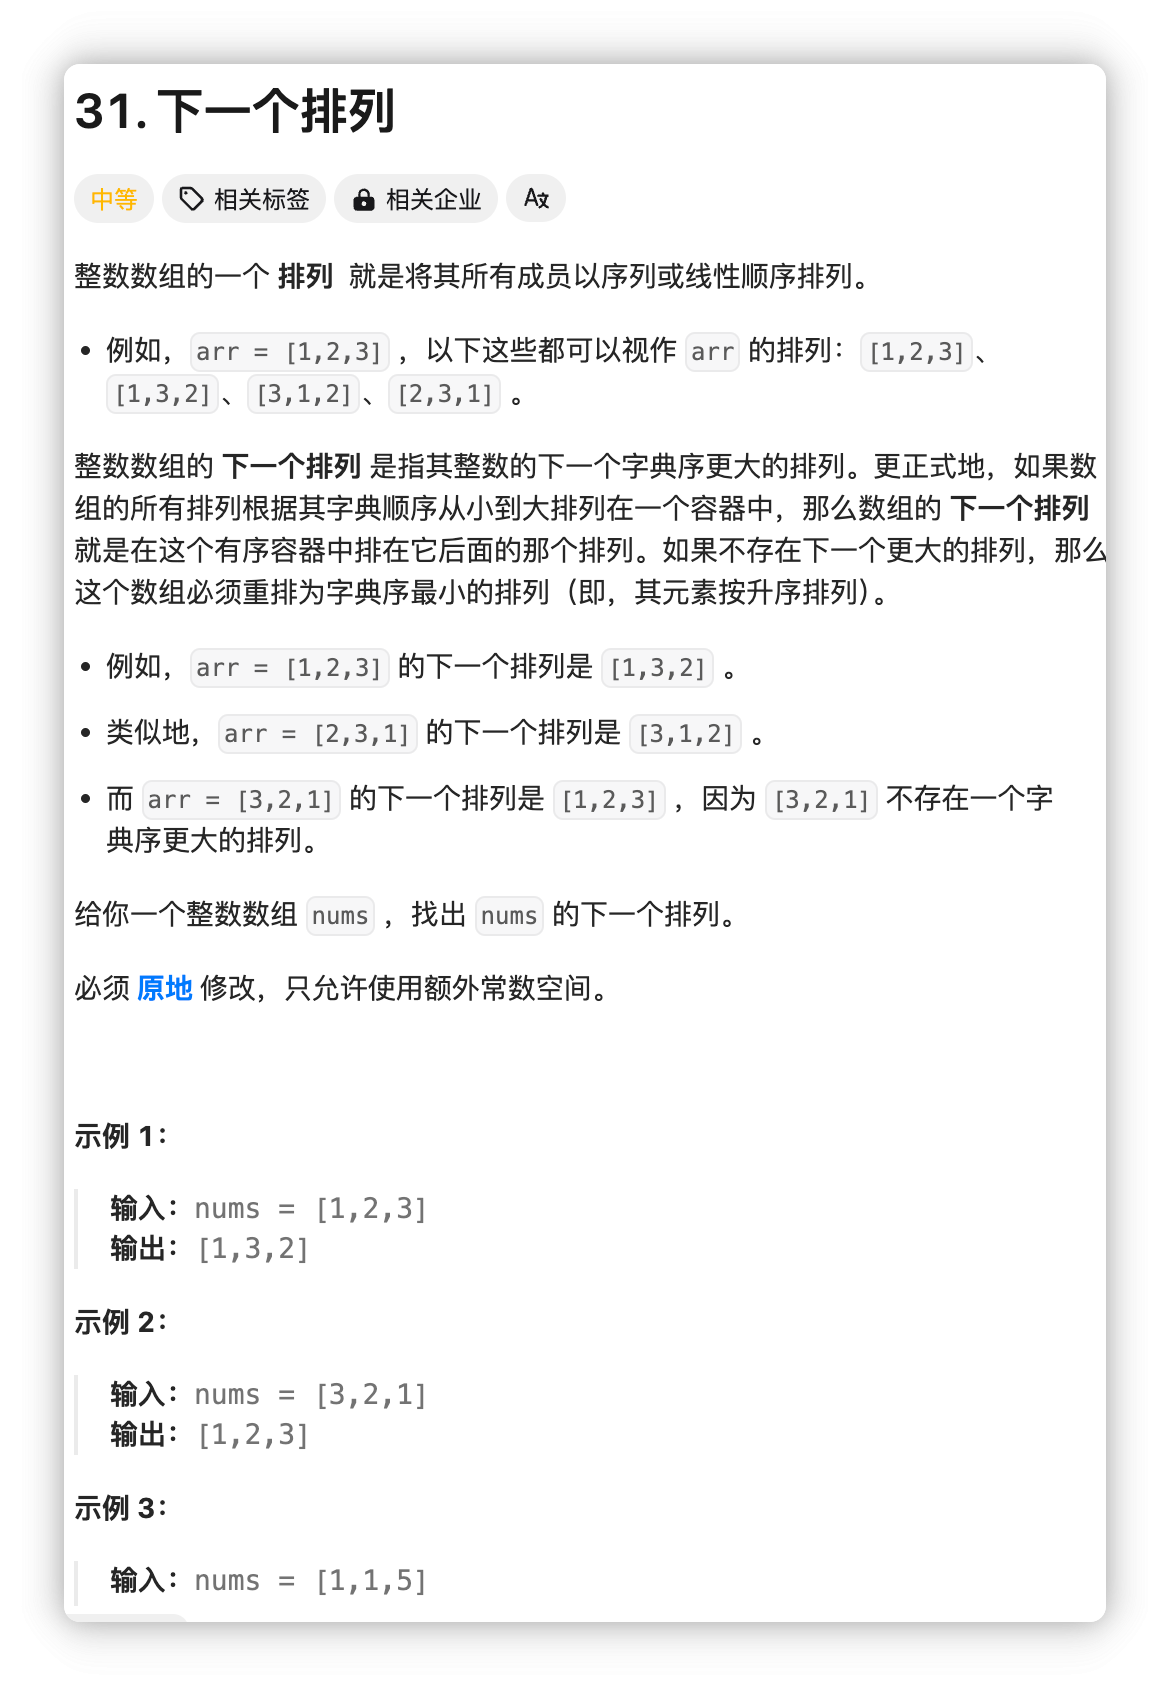 31. 下一个排列
中等 相关标签 相关企业 A文
整数数组的一个 排列 就是将其所有成员以序列或线性顺序排列。
• 例如，arr = [1,2,3] ，以下这些都可以视作 arr 的排列：[1,2,3]、
[1,3,2]、[3,1,2]、[2,3,1] 。
整数数组的 下一个排列 是指其整数的下一个字典序更大的排列。更正式地，如果数
组的所有排列根据其字典顺序从小到大排列在一个容器中，那么数组的 下一个排列
就是在这个有序容器中排在它后面的那个排列。如果不存在下一个更大的排列，那么
这个数组必须重排为字典序最小的排列（即，其元素按升序排列）。
• 例如，arr = [1,2,3] 的下一个排列是 [1,3,2] 。
• 类似地，arr = [2,3,1] 的下一个排列是 [3,1,2] 。
• 而 arr = [3,2,1] 的下一个排列是 [1,2,3] ，因为 [3,2,1] 不存在一个字
典序更大的排列。
给你一个整数数组 nums ，找出 nums 的下一个排列。
必须 原地 修改，只允许使用额外常数空间。
示例 1：
输入：nums = [1,2,3]
输出：[1,3,2]
示例 2：
输入：nums = [3,2,1]
输出：[1,2,3]
示例 3：
输入：nums = [1,1,5]